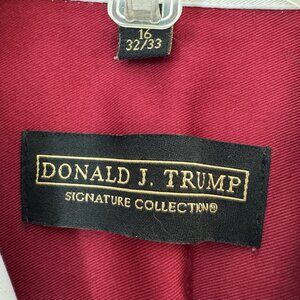 16
32/33
DONALD J. TRUMP
SIGNATURE COLLECTION®